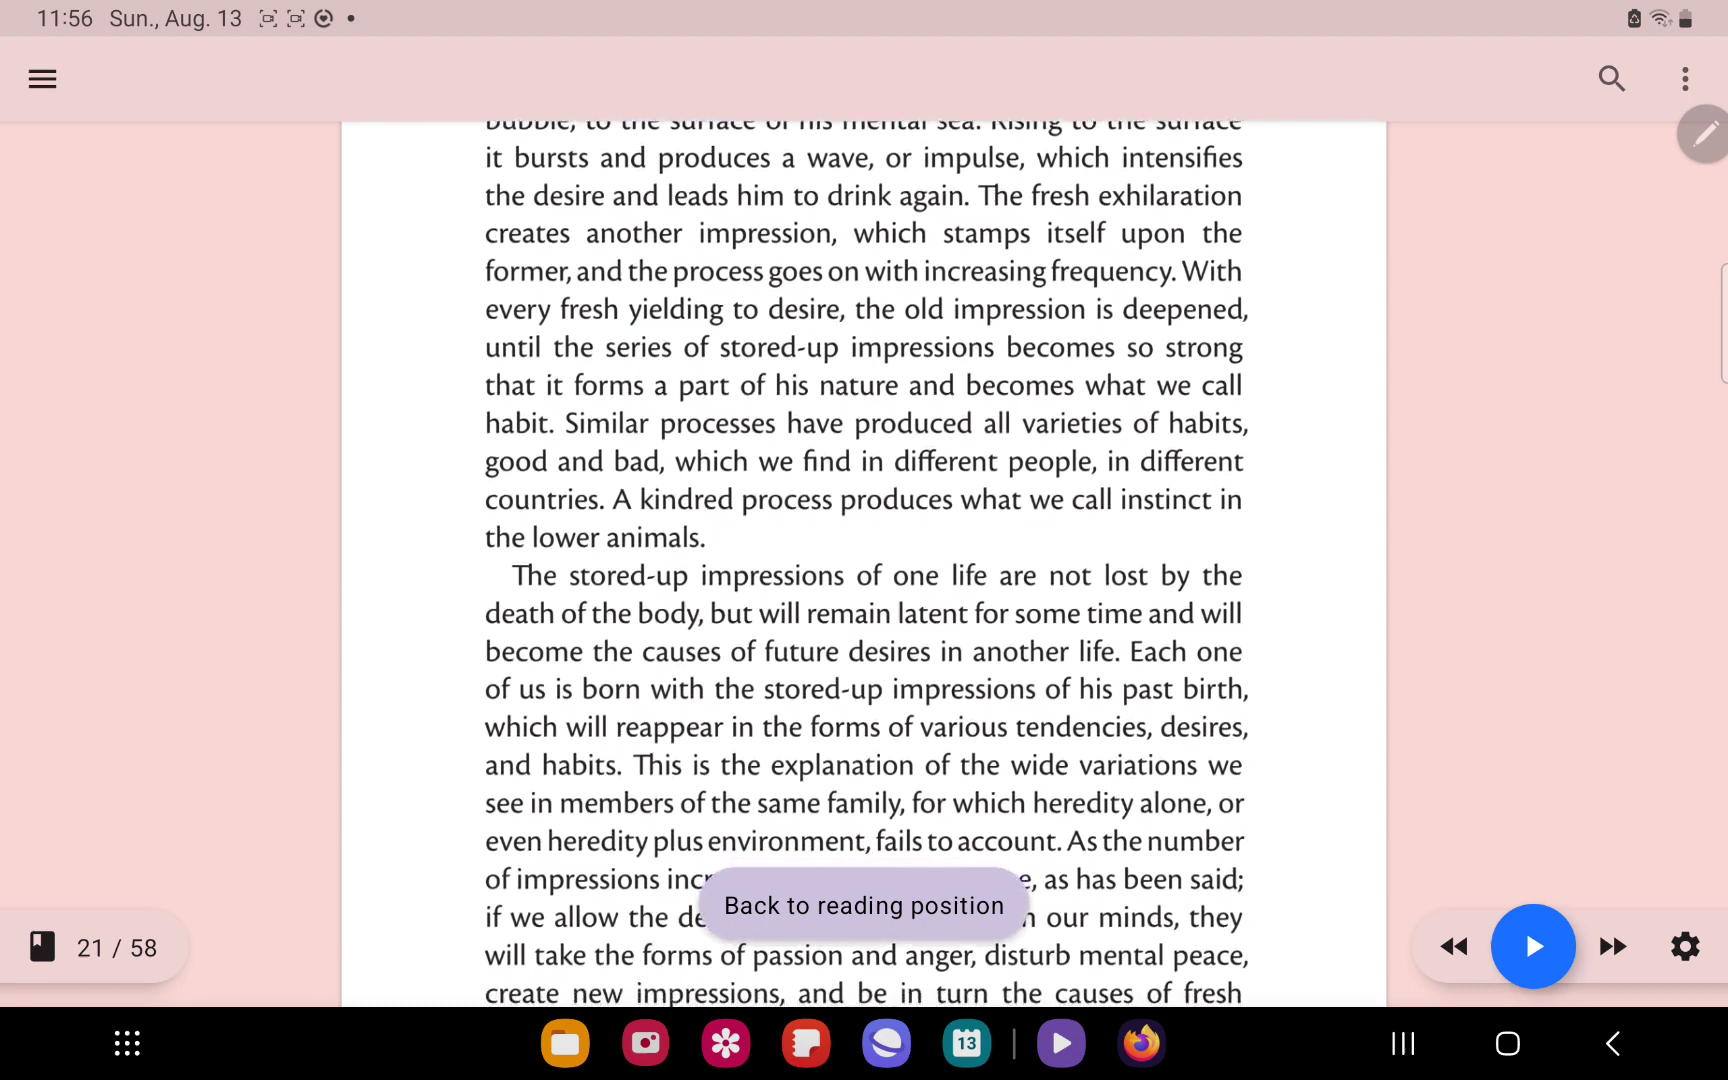 11:56 Sun., Aug. 13
bubble, to the surface of his mental sea. Rising to the surface
it bursts and produces a wave, or impulse, which intensifies
the desire and leads him to drink again. The fresh exhilaration
creates another impression, which stamps itself upon the
former, and the process goes on with increasing frequency. With
every fresh yielding to desire, the old impression is deepened,
until the series of stored-up impressions becomes so strong
that it forms a part of his nature and becomes what we call
habit. Similar processes have produced all varieties of habits,
good and bad, which we find in different people, in different
countries. A kindred process produces what we call instinct in
the lower animals.
The stored-up impressions of one life are not lost by the
death of the body, but will remain latent for some time and will
become the causes of future desires in another life. Each one
of us is born with the stored-up impressions of his past birth,
which will reappear in the forms of various tendencies, desires,
and habits. This is the explanation of the wide variations we
see in members of the same family, for which heredity alone, or
even heredity plus environment, fails to account. As the number
of impressions as has been said;
if we allow the our minds, they
Back to reading position
will take the forms of passion and anger, disturb mental peace,
create new impressions, and be in turn the causes of fresh
21 / 58
13